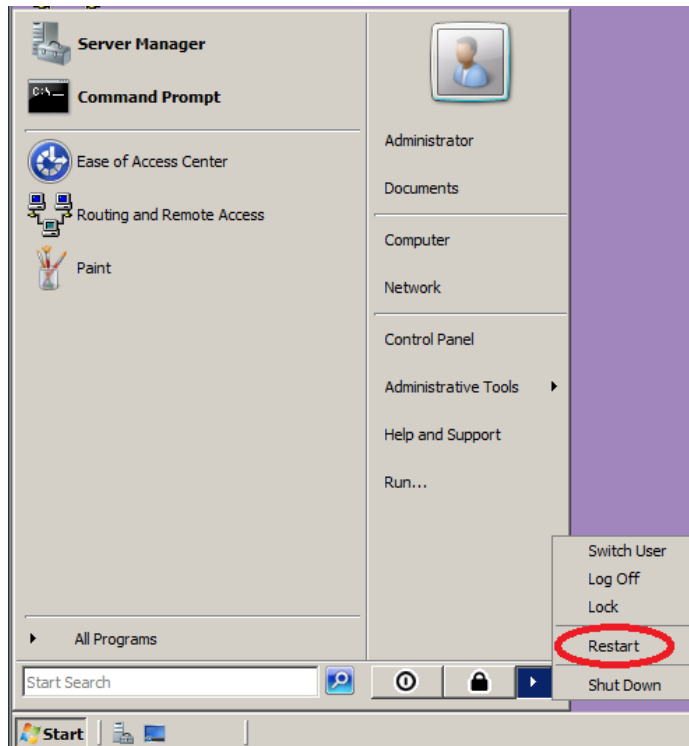 Server Manager
C:\
Command Prompt
Ease of Access Center
Routing and Remote Access
Paint
All Programs
Start Search
Administrator
Documents
Computer
Network
Control Panel
Administrative Tools
Help and Support
Run...
Switch User
Log Off
Lock
Restart
Shut Down
Start